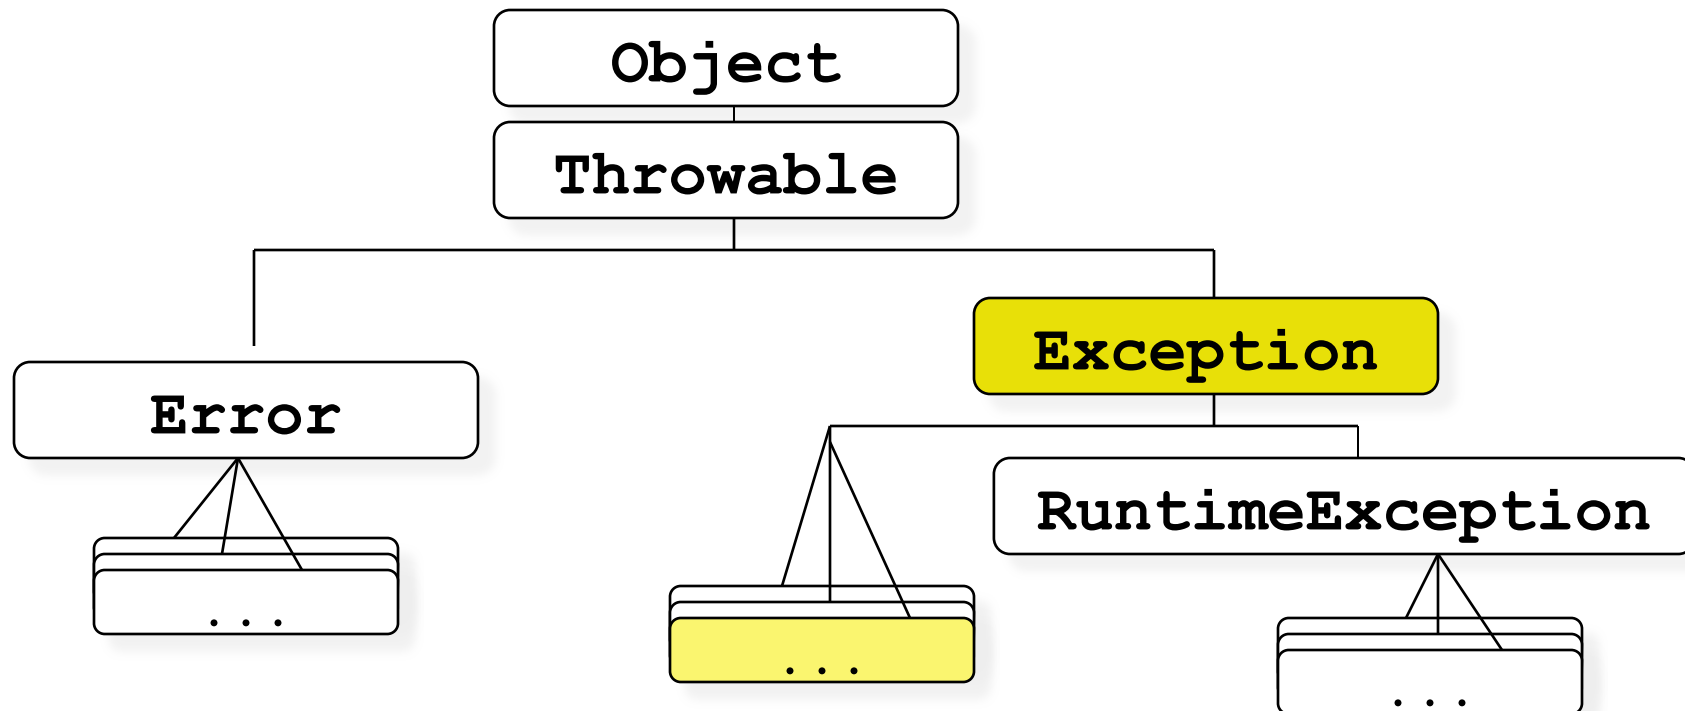 Object
Throwable
Exception
Error
RuntimeException
. . .
. . .
. . .